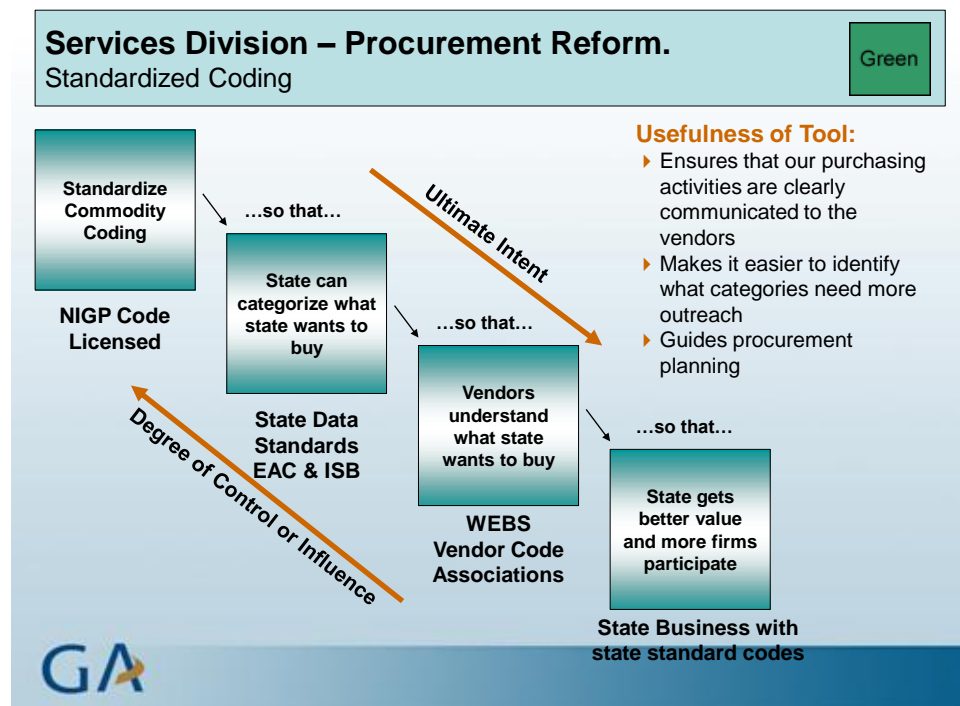 Services Division – Procurement Reform.
Standardized Coding
Green
Standardize
Commodity
Coding
NIGP Code
Licensed
…so that…
State can
categorize what
state wants to
buy
State Data
Standards
EAC & ISB
…so that…
Vendors
understand
what state
wants to buy
WEBS
Vendor Code
Associations
…so that…
State gets
better value
and more firms
participate
State Business with
state standard codes
Ultimate Intent
Degree of Control or Influence
Usefulness of Tool:
Ensures that our purchasing
activities are clearly
communicated to the
vendors
Makes it easier to identify
what categories need more
outreach
Guides procurement
planning
GA